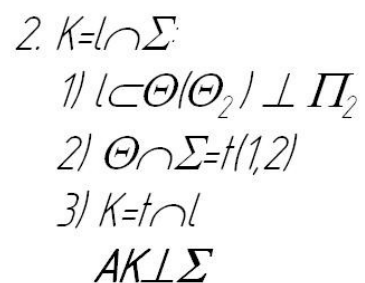 2. K=l∩Σ:
1) l⊂Θ(Θ₂) ⊥ Π₂
2) Θ∩Σ=t(1,2)
3) K=t∩l
AK⊥Σ